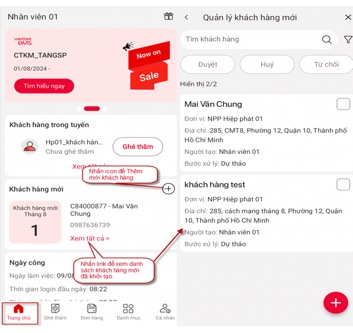 Nhân viên 01
viettel
DMS
CTKM_TANGSP
01/08/2024 -
Tìm hiểu ngay
Now on
Sale
Khách hàng trong tuyến
Hp01_khách hàn...
Chưa ghé thăm
Ghé thăm
Xem tất cả >
Nhấn icon để Thêm
mới khách hàng
Khách hàng mới
Khách hàng mới
Tháng 8
1
C84000877 - Mai Văn
Chung
0987636739
Xem tất cả >
Nhấn link để xem danh
sách khách hàng mới
đã khởi tạo
Ngày công
Ngày làm việc: 09/0
Thời gian login đầu ngày: 08:22
Trang chủ
Ghé thăm
Đơn hàng
Danh mục
Cá nhân
Quản lý khách hàng mới
Tìm khách hàng
Duyệt
Huỷ
Từ chối
Hiển thị 2/2
Mai Văn Chung
Đơn vị: NPP Hiệp phát 01
Địa chỉ: 285, CMT8, Phường 12, Quận 10, Thành phố
Hồ Chí Minh
Người tạo: Nhân viên 01
Bước xử lý: Dự thảo
khách hàng test
Đơn vị: NPP Hiệp phát 01
Địa chỉ: 285, cách mạng tháng 8, Phường 12, Quận
10, Thành phố Hồ Chí Minh
Người tạo: Nhân viên 01
Bước xử lý: Dự thảo